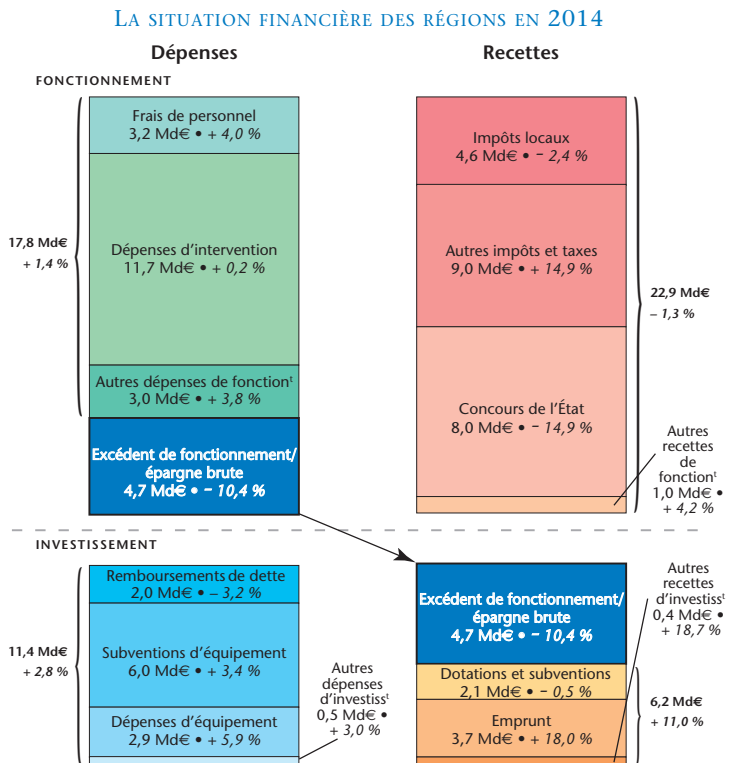 LA SITUATION FINANCIÈRE DES RÉGIONS EN 2014
Dépenses
Recettes
FONCTIONNEMENT
Frais de personnel
3,2 Md€ • + 4,0 %
Dépenses d'intervention
11,7 Md€ • + 0,2 %
17,8 Md€
+ 1,4 %
Autres dépenses de fonctionᵗ
3,0 Md€ • + 3,8 %
Excédent de fonctionnement/
épargne brute
4,7 Md€ • – 10,4 %
Impôts locaux
4,6 Md€ • – 2,4 %
Autres impôts et taxes
9,0 Md€ • + 14,9 %
22,9 Md€
– 1,3 %
Concours de l'État
8,0 Md€ • – 14,9 %
Autres
recettes
de
fonctionᵗ
1,0 Md€ •
+ 4,2 %
INVESTISSEMENT
Remboursements de dette
2,0 Md€ • – 3,2 %
11,4 Md€
+ 2,8 %
Subventions d'équipement
6,0 Md€ • + 3,4 %
Dépenses d'équipement
2,9 Md€ • + 5,9 %
Autres
dépenses
d'investissᵗ
0,5 Md€ •
+ 3,0 %
Excédent de fonctionnement/
épargne brute
4,7 Md€ • – 10,4 %
Autres
recettes
d'investissᵗ
0,4 Md€ •
+ 18,7 %
Dotations et subventions
2,1 Md€ • – 0,5 %
Emprunt
3,7 Md€ • + 18,0 %
6,2 Md€
+ 11,0 %